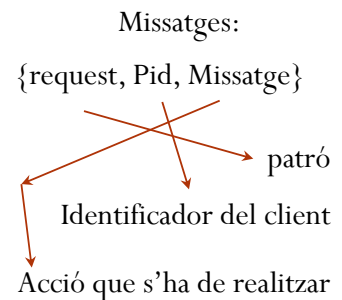 Missatges:
{request, Pid, Missatge}
patró
Identificador del client
Acció que s’ha de realitzar